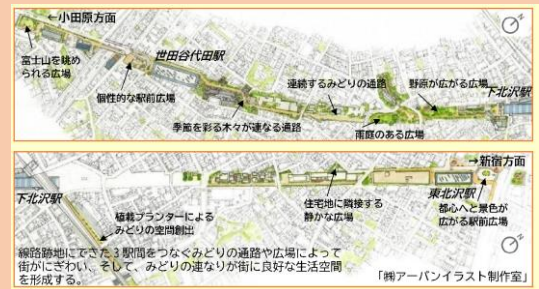 ←小田原方面
富士山を眺め
られる広場
世田谷代田駅
個性的な駅前広場
連続するみどりの通路
野原が広がる広場
下北沢駅
季節を彩る木々が連なる通路
雨庭のある広場
→新宿方面
下北沢駅
植栽プランターによる
みどりの空間創出
住宅地に隣接する
静かな広場
東北沢駅
都心へと景色が
広がる駅前広場
線路跡地にできた3駅間をつなぐみどりの通路や広場によって
街がにぎわい、そして、みどりの連なりが街に良好な生活空間
を形成する。
「㈱アーバンイラスト制作室」